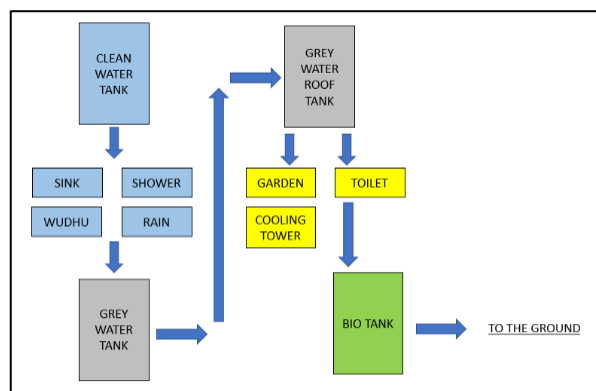 CLEAN
WATER
TANK
SINK
SHOWER
WUDHU
RAIN
GREY
WATER
TANK
GREY
WATER
ROOF
TANK
GARDEN
TOILET
COOLING
TOWER
BIO TANK
TO THE GROUND